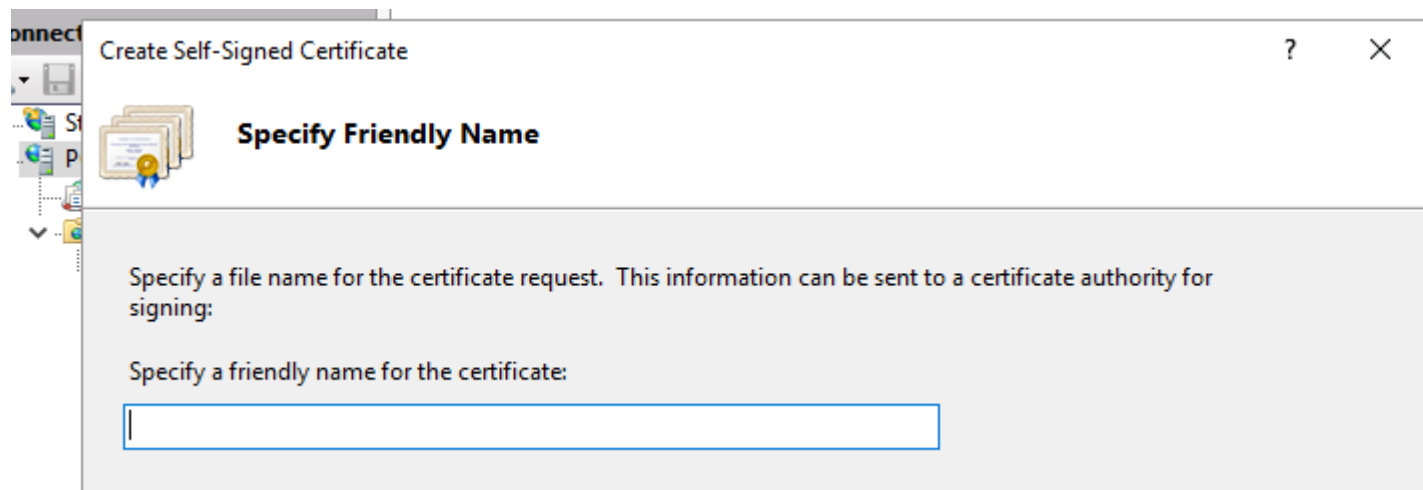 Create Self-Signed Certificate
?
Specify Friendly Name
Specify a file name for the certificate request. This information can be sent to a certificate authority for
signing:
Specify a friendly name for the certificate: